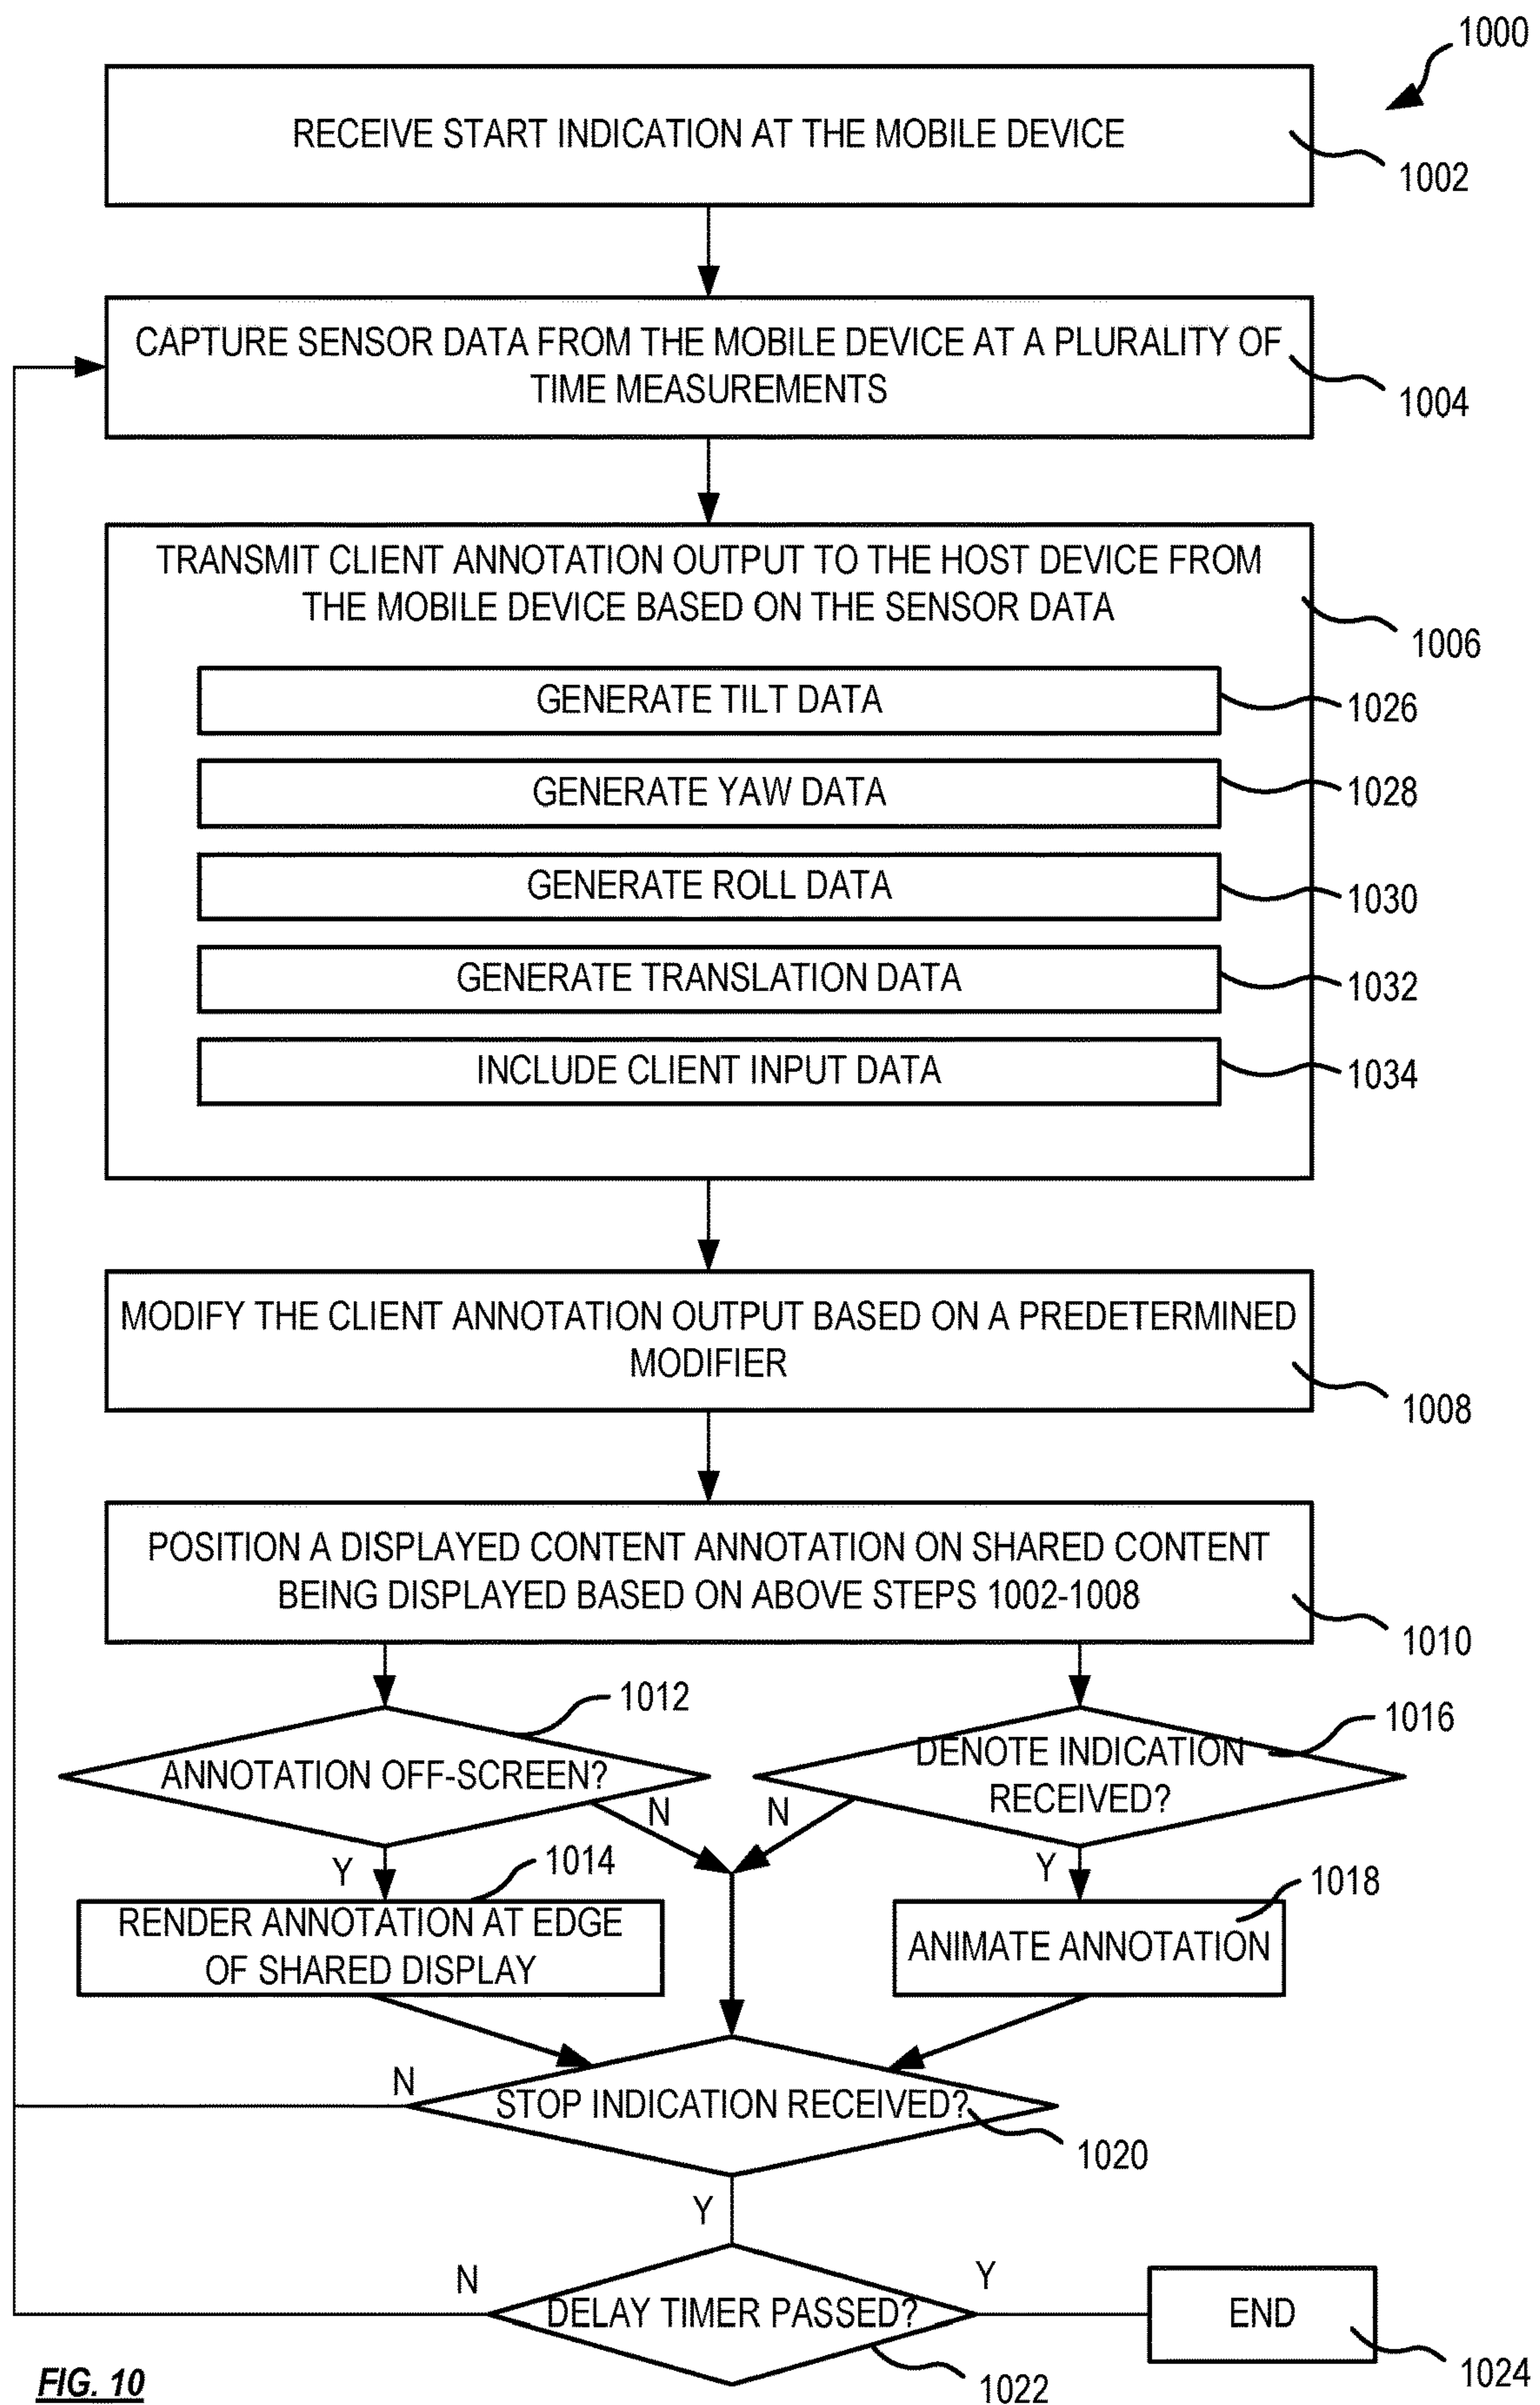 1000
RECEIVE START INDICATION AT THE MOBILE DEVICE
1002
CAPTURE SENSOR DATA FROM THE MOBILE DEVICE AT A PLURALITY OF
TIME MEASUREMENTS
1004
TRANSMIT CLIENT ANNOTATION OUTPUT TO THE HOST DEVICE FROM
THE MOBILE DEVICE BASED ON THE SENSOR DATA
1006
GENERATE TILT DATA
1026
GENERATE YAW DATA
1028
GENERATE ROLL DATA
1030
GENERATE TRANSLATION DATA
1032
INCLUDE CLIENT INPUT DATA
1034
MODIFY THE CLIENT ANNOTATION OUTPUT BASED ON A PREDETERMINED
MODIFIER
1008
POSITION A DISPLAYED CONTENT ANNOTATION ON SHARED CONTENT
BEING DISPLAYED BASED ON ABOVE STEPS 1002-1008
1010
1012
ANNOTATION OFF-SCREEN?
N
Y
1016
DENOTE INDICATION
RECEIVED?
N
Y
1014
RENDER ANNOTATION AT EDGE
OF SHARED DISPLAY
1018
ANIMATE ANNOTATION
N
STOP INDICATION RECEIVED?
1020
Y
N
DELAY TIMER PASSED?
Y
1022
END
1024
FIG. 10